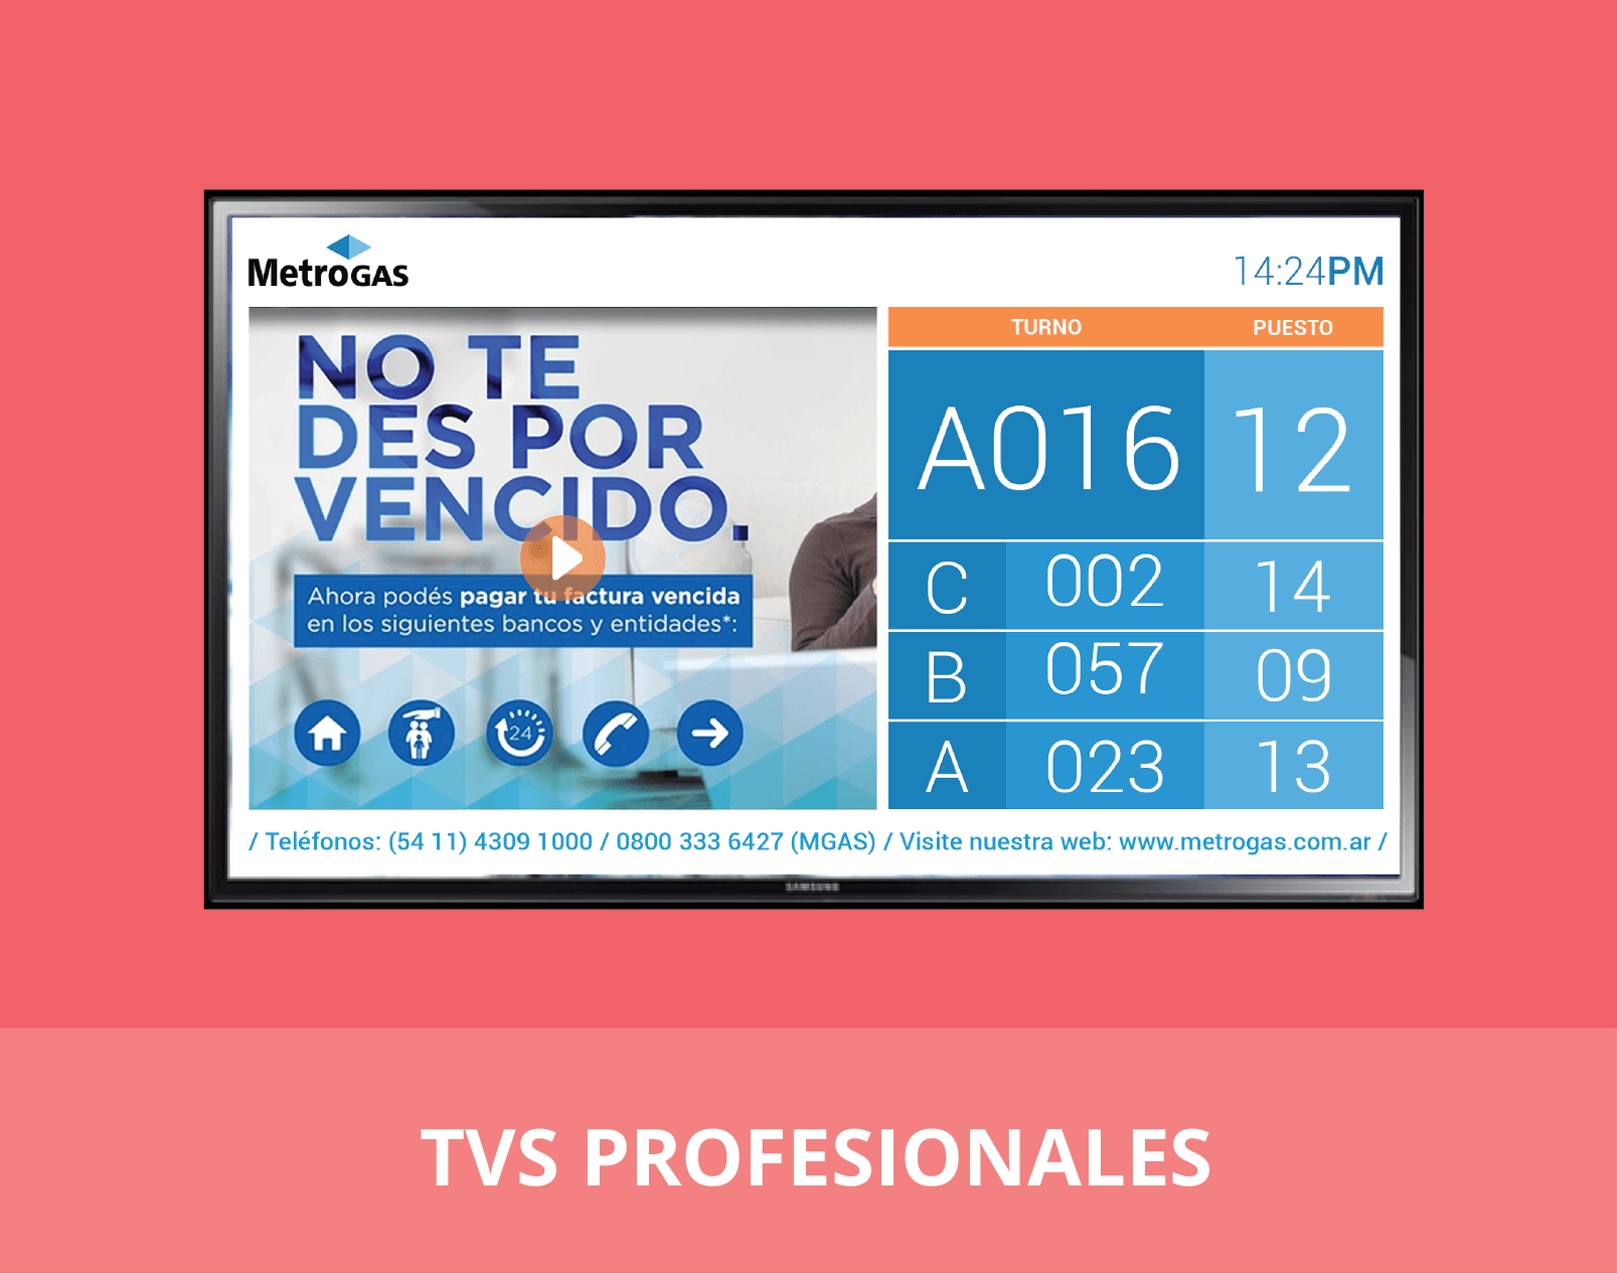 MetroGAS
14:24PM
NO TE
DES POR
VENCIDO.
Ahora podés pagar tu factura vencida
en los siguientes bancos y entidades*:
24
TURNO PUESTO
A016 12
C 002 14
B 057 09
A 023 13
/ Teléfonos: (54 11) 4309 1000 / 0800 333 6427 (MGAS) / Visite nuestra web: www.metrogas.com.ar /
SAMSUNG
TVS PROFESIONALES